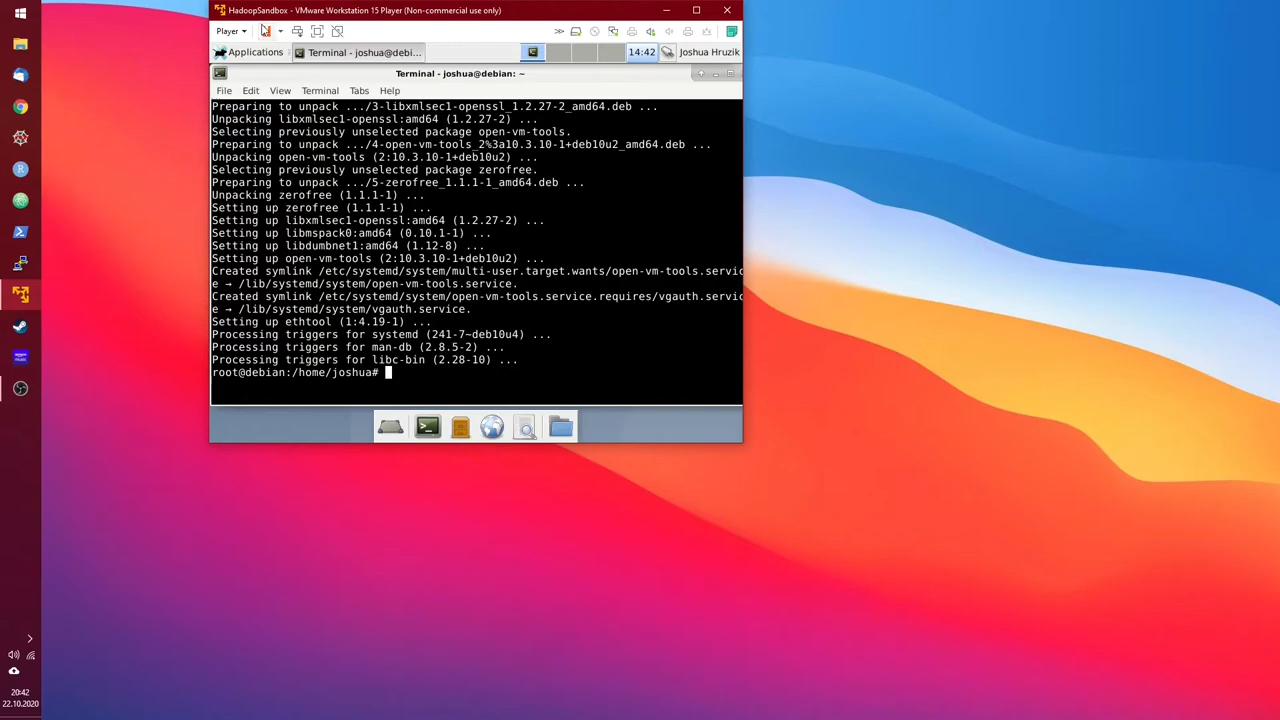 HadoopSandbox - VMware Workstation 15 Player (Non-commercial use only)
Player
Applications
Terminal - joshua@debi...
14:42
Joshua Hruzik
Terminal - joshua@debian: ~
File Edit View Terminal Tabs Help
Preparing to unpack .../3-libxmlsec1-openssl_1.2.27-2_amd64.deb ...
Unpacking libxmlsec1-openssl:amd64 (1.2.27-2) ...
Selecting previously unselected package open-vm-tools.
Preparing to unpack .../4-open-vm-tools_2%3a10.3.10-1+deb10u2_amd64.deb ...
Unpacking open-vm-tools (2:10.3.10-1+deb10u2) ...
Selecting previously unselected package zerofree.
Preparing to unpack .../5-zerofree_1.1.1-1_amd64.deb ...
Unpacking zerofree (1.1.1-1) ...
Setting up zerofree (1.1.1-1) ...
Setting up libxmlsec1-openssl:amd64 (1.2.27-2) ...
Setting up libmspack0:amd64 (0.10.1-1) ...
Setting up libdumbnet1:amd64 (1.12-8) ...
Setting up open-vm-tools (2:10.3.10-1+deb10u2) ...
Created symlink /etc/systemd/system/multi-user.target.wants/open-vm-tools.servic
e → /lib/systemd/system/open-vm-tools.service.
Created symlink /etc/systemd/system/open-vm-tools.service.requires/vgauth.servic
e → /lib/systemd/system/vgauth.service.
Setting up ethtool (1:4.19-1) ...
Processing triggers for systemd (241-7~deb10u4) ...
Processing triggers for man-db (2.8.5-2) ...
Processing triggers for libc-bin (2.28-10) ...
root@debian:/home/joshua#
20:42
22.10.2020